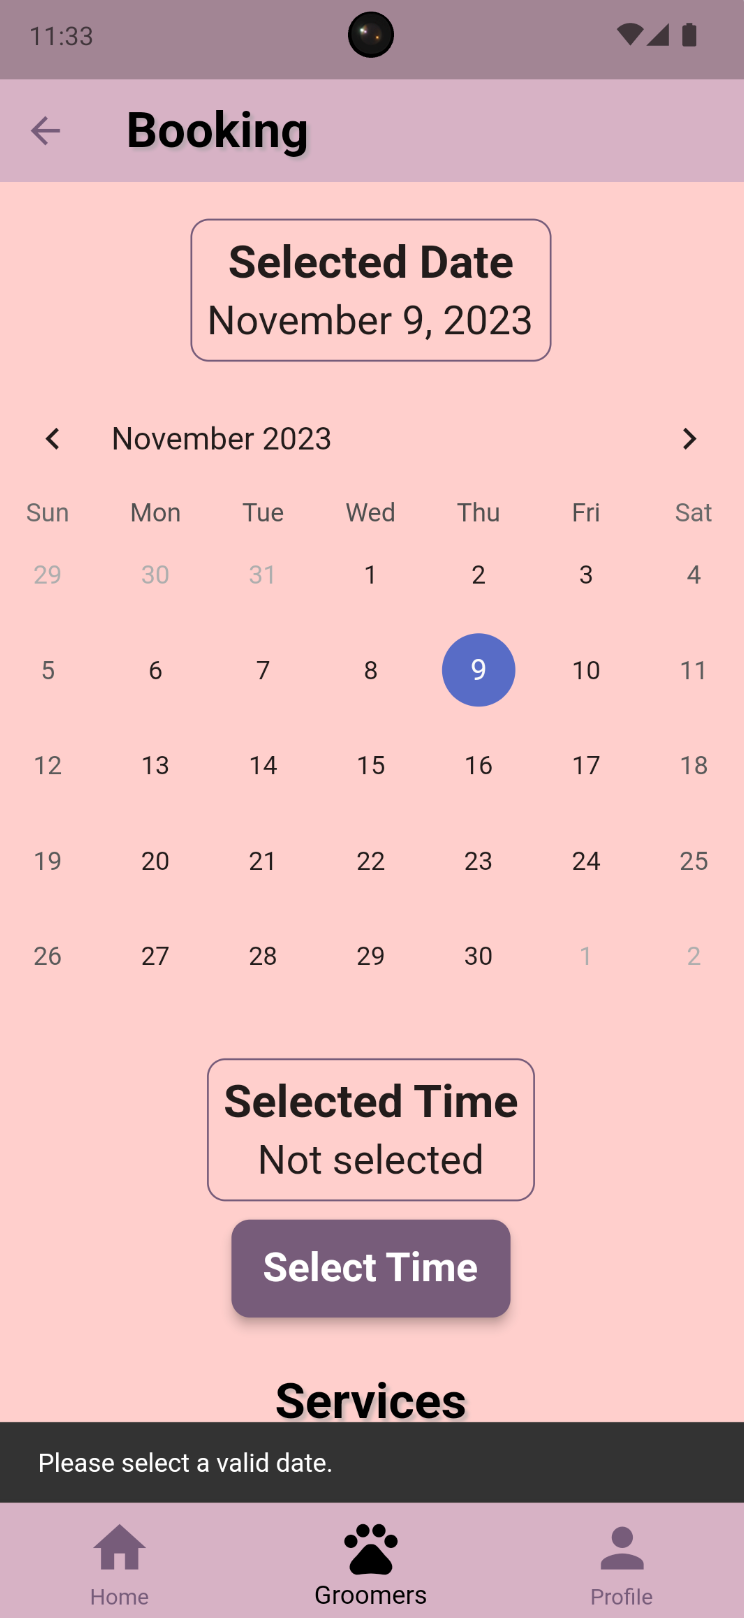 11:33
Booking
Selected Date
November 9, 2023
November 2023
Sun Mon Tue Wed Thu Fri Sat
29 30 31 1 2 3 4
5 6 7 8 9 10 11
12 13 14 15 16 17 18
19 20 21 22 23 24 25
26 27 28 29 30 1 2
Selected Time
Not selected
Select Time
Services
Please select a valid date.
Home Groomers Profile